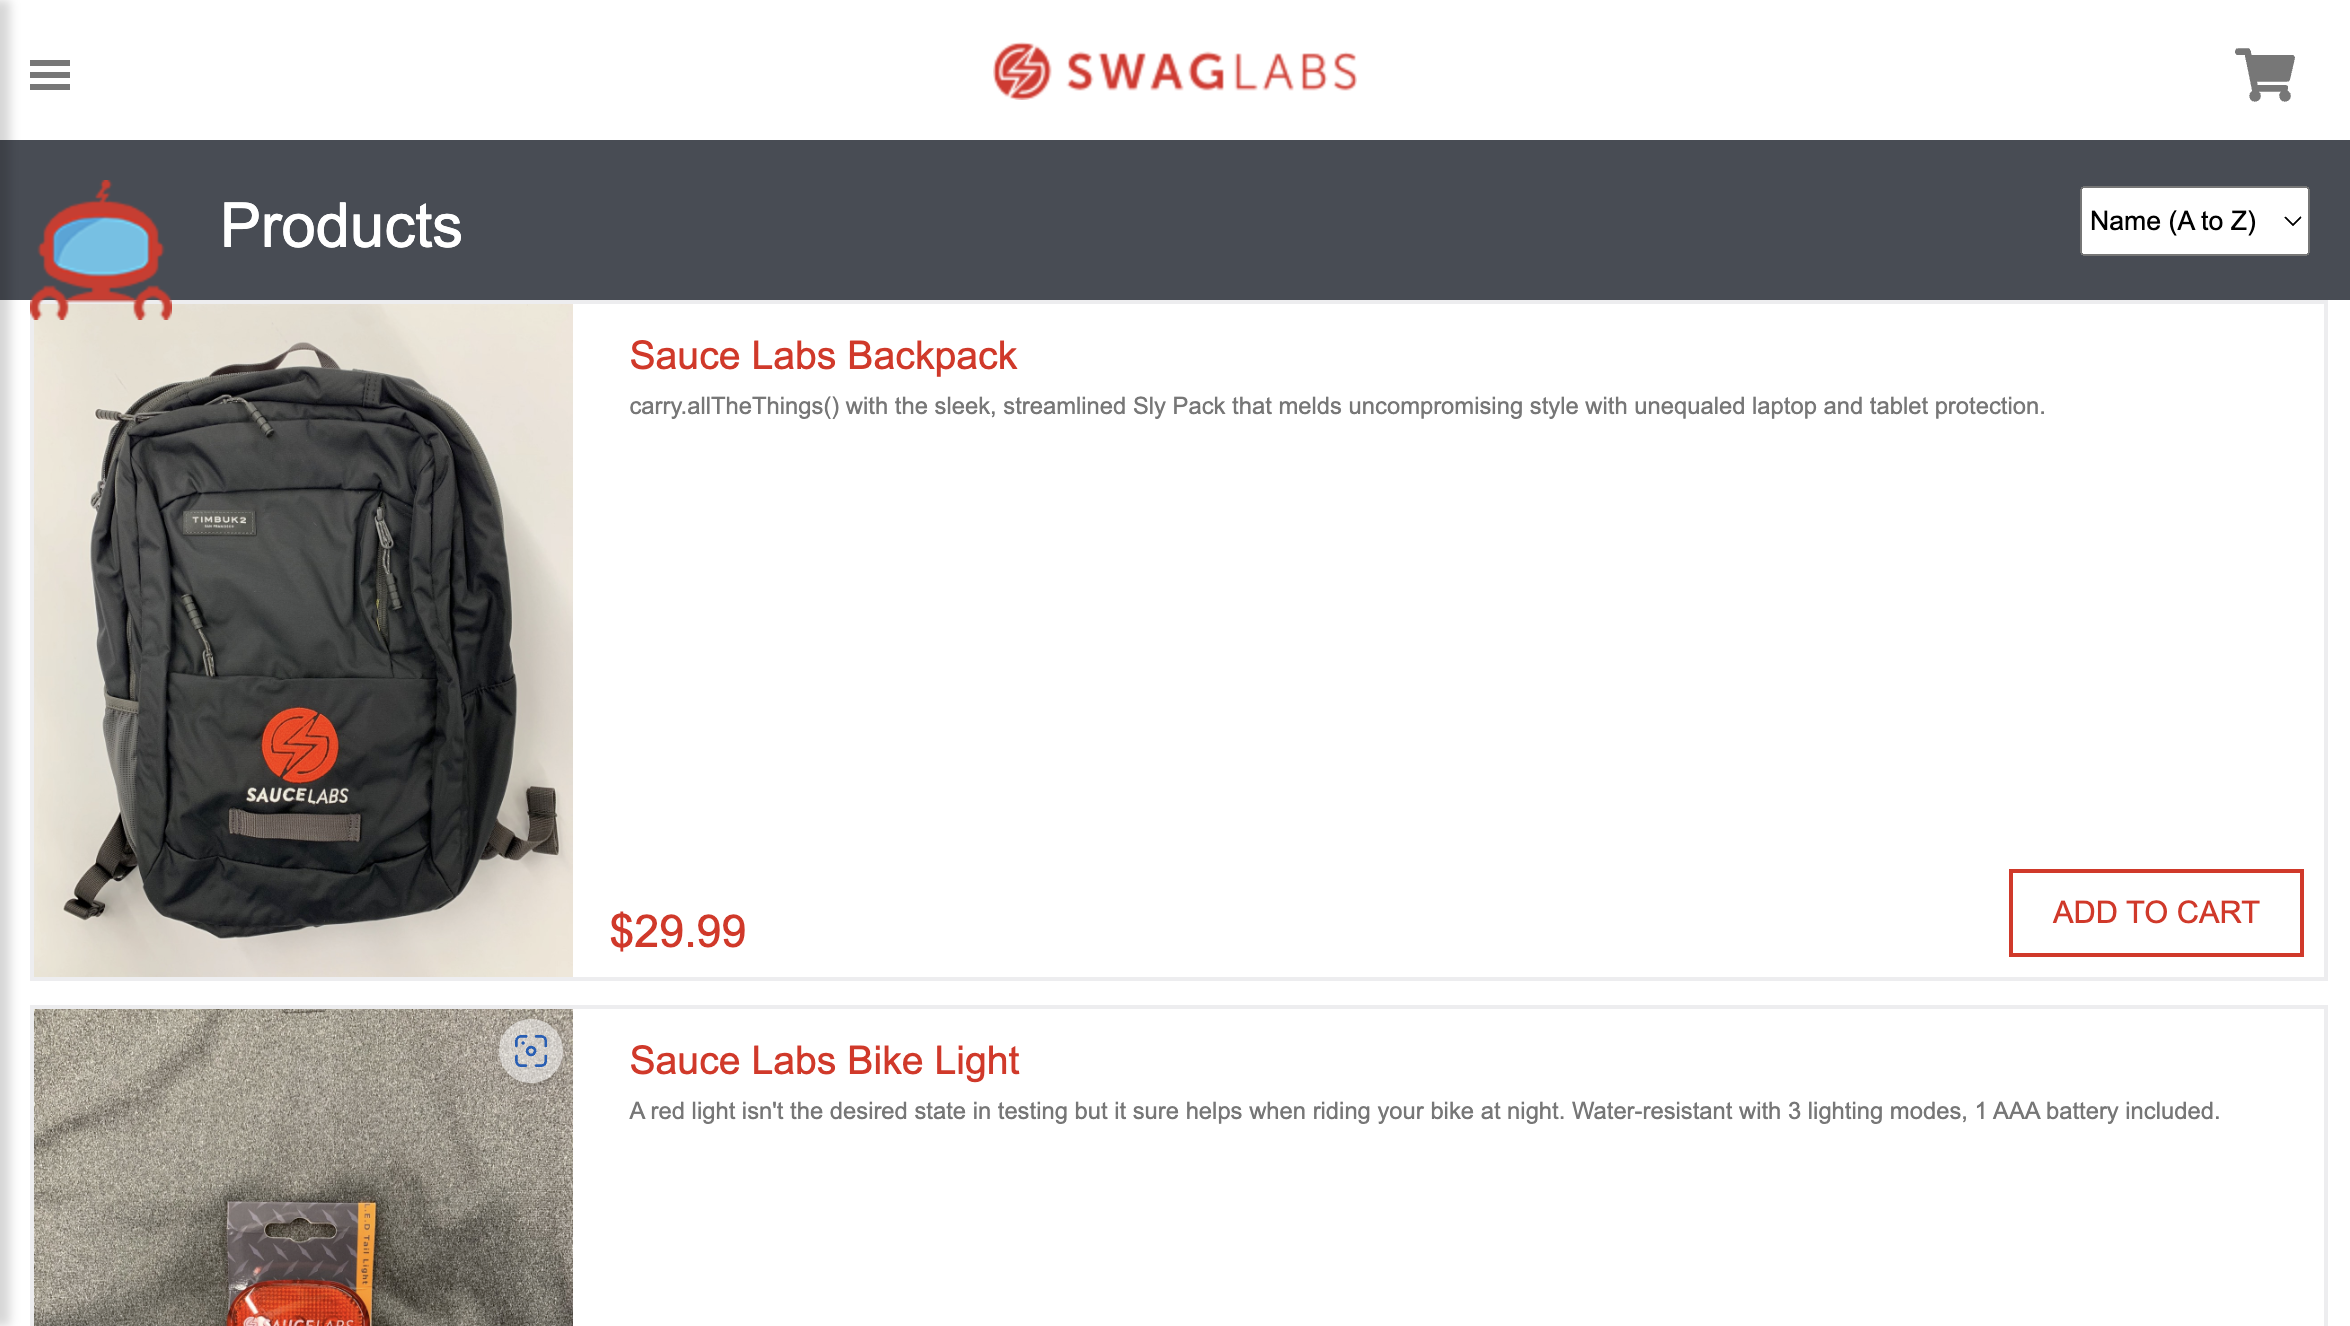 SWAGLABS
Products
Name (A to Z)
Sauce Labs Backpack
carry.allTheThings() with the sleek, streamlined Sly Pack that melds uncompromising style with unequaled laptop and tablet protection.
TIMBUK2
SAUCELABS
$29.99
ADD TO CART
Sauce Labs Bike Light
A red light isn't the desired state in testing but it sure helps when riding your bike at night. Water-resistant with 3 lighting modes, 1 AAA battery included.
L.E.D Tail Light
SAUCELABS